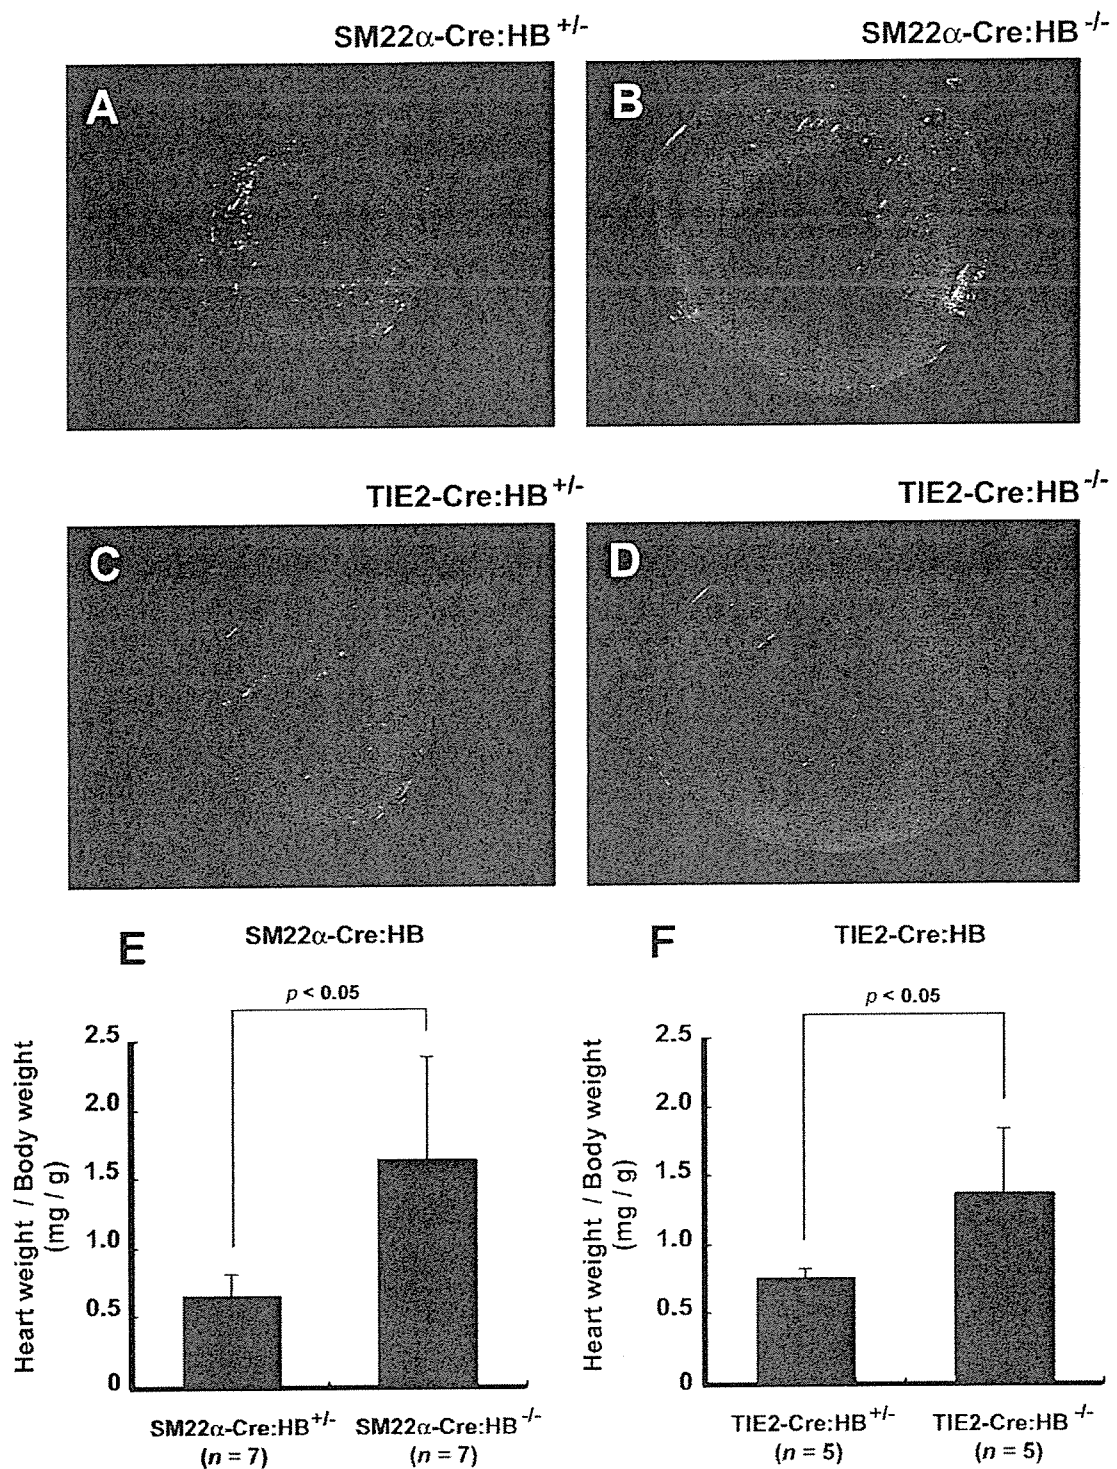 SM22α-Cre:HB+/-
SM22α-Cre:HB-/-
A
B
TIE2-Cre:HB+/-
TIE2-Cre:HB-/-
C
D
E
SM22α-Cre:HB
p < 0.05
Heart weight / Body weight
(mg / g)
2.5
2.0
1.5
1.0
0.5
0
SM22α-Cre:HB+/-
(n = 7)
SM22α-Cre:HB-/-
(n = 7)
F
TIE2-Cre:HB
p < 0.05
Heart weight / Body weight
(mg / g)
2.5
2.0
1.5
1.0
0.5
0
TIE2-Cre:HB+/-
(n = 5)
TIE2-Cre:HB-/-
(n = 5)